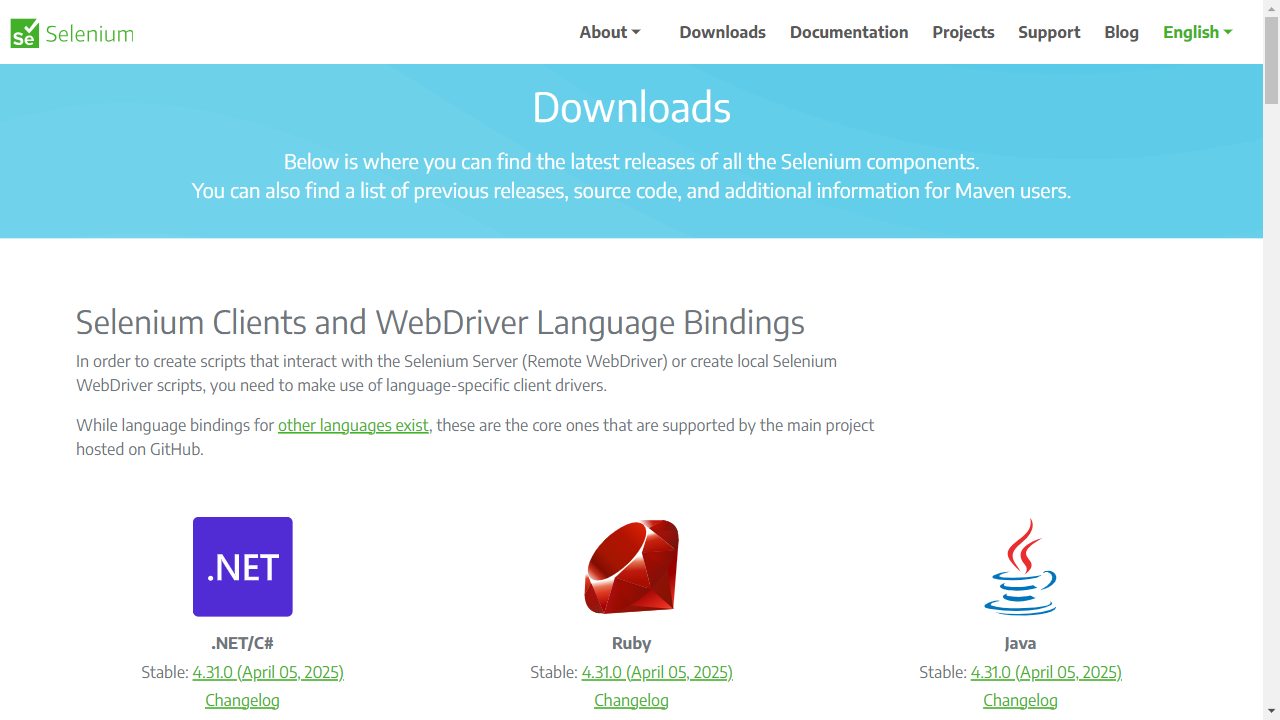 Se Selenium
About Downloads Documentation Projects Support Blog English
Downloads
Below is where you can find the latest releases of all the Selenium components.
You can also find a list of previous releases, source code, and additional information for Maven users.
Selenium Clients and WebDriver Language Bindings
In order to create scripts that interact with the Selenium Server (Remote WebDriver) or create local Selenium
WebDriver scripts, you need to make use of language-specific client drivers.
While language bindings for other languages exist, these are the core ones that are supported by the main project
hosted on GitHub.
.NET
.NET/C#
Stable: 4.31.0 (April 05, 2025)
Changelog
Ruby
Stable: 4.31.0 (April 05, 2025)
Changelog
Java
Stable: 4.31.0 (April 05, 2025)
Changelog